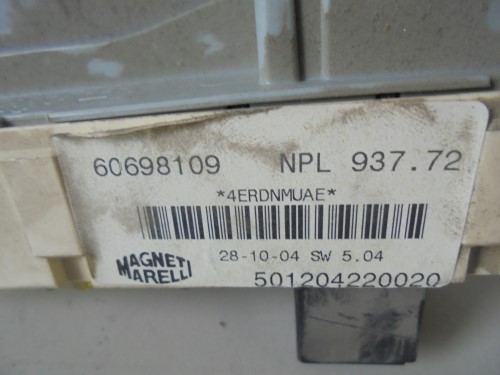 60698109 NPL 937.72
*4ERDNMUAE*
28-10-04 SW 5.04
MAGNETI
MARELLI
501204220020